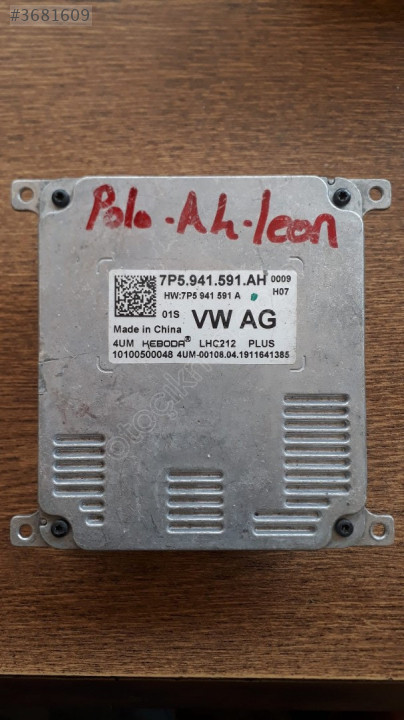 #3681609
Polo-Ah-leon
7P5.941.591.AH 0009
HW:7P5 941 591 A H07
01S VW AG
Made in China
4UM KEBODA® LHC212 PLUS
10100500048 4UM-00108.04.1911641385